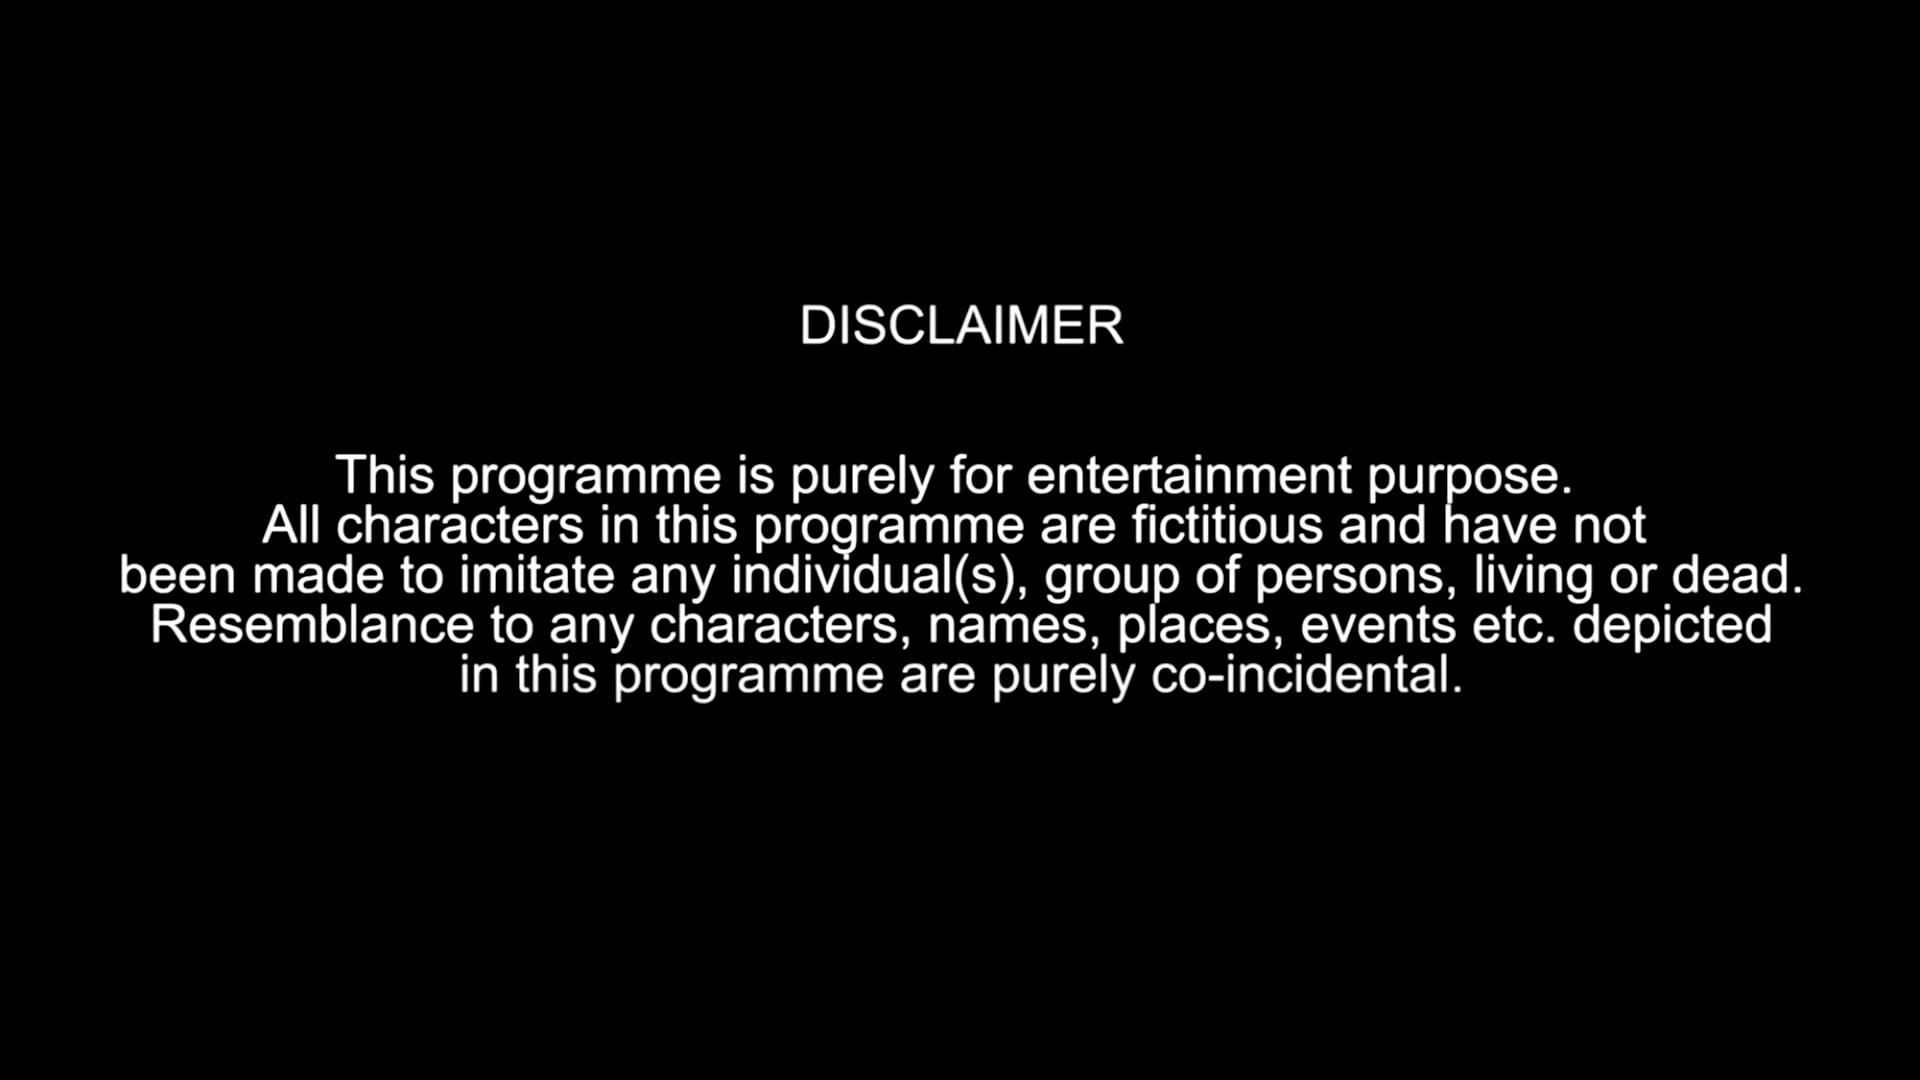 DISCLAIMER
This programme is purely for entertainment purpose.
All characters in this programme are fictitious and have not
been made to imitate any individual(s), group of persons, living or dead.
Resemblance to any characters, names, places, events etc. depicted
in this programme are purely co-incidental.